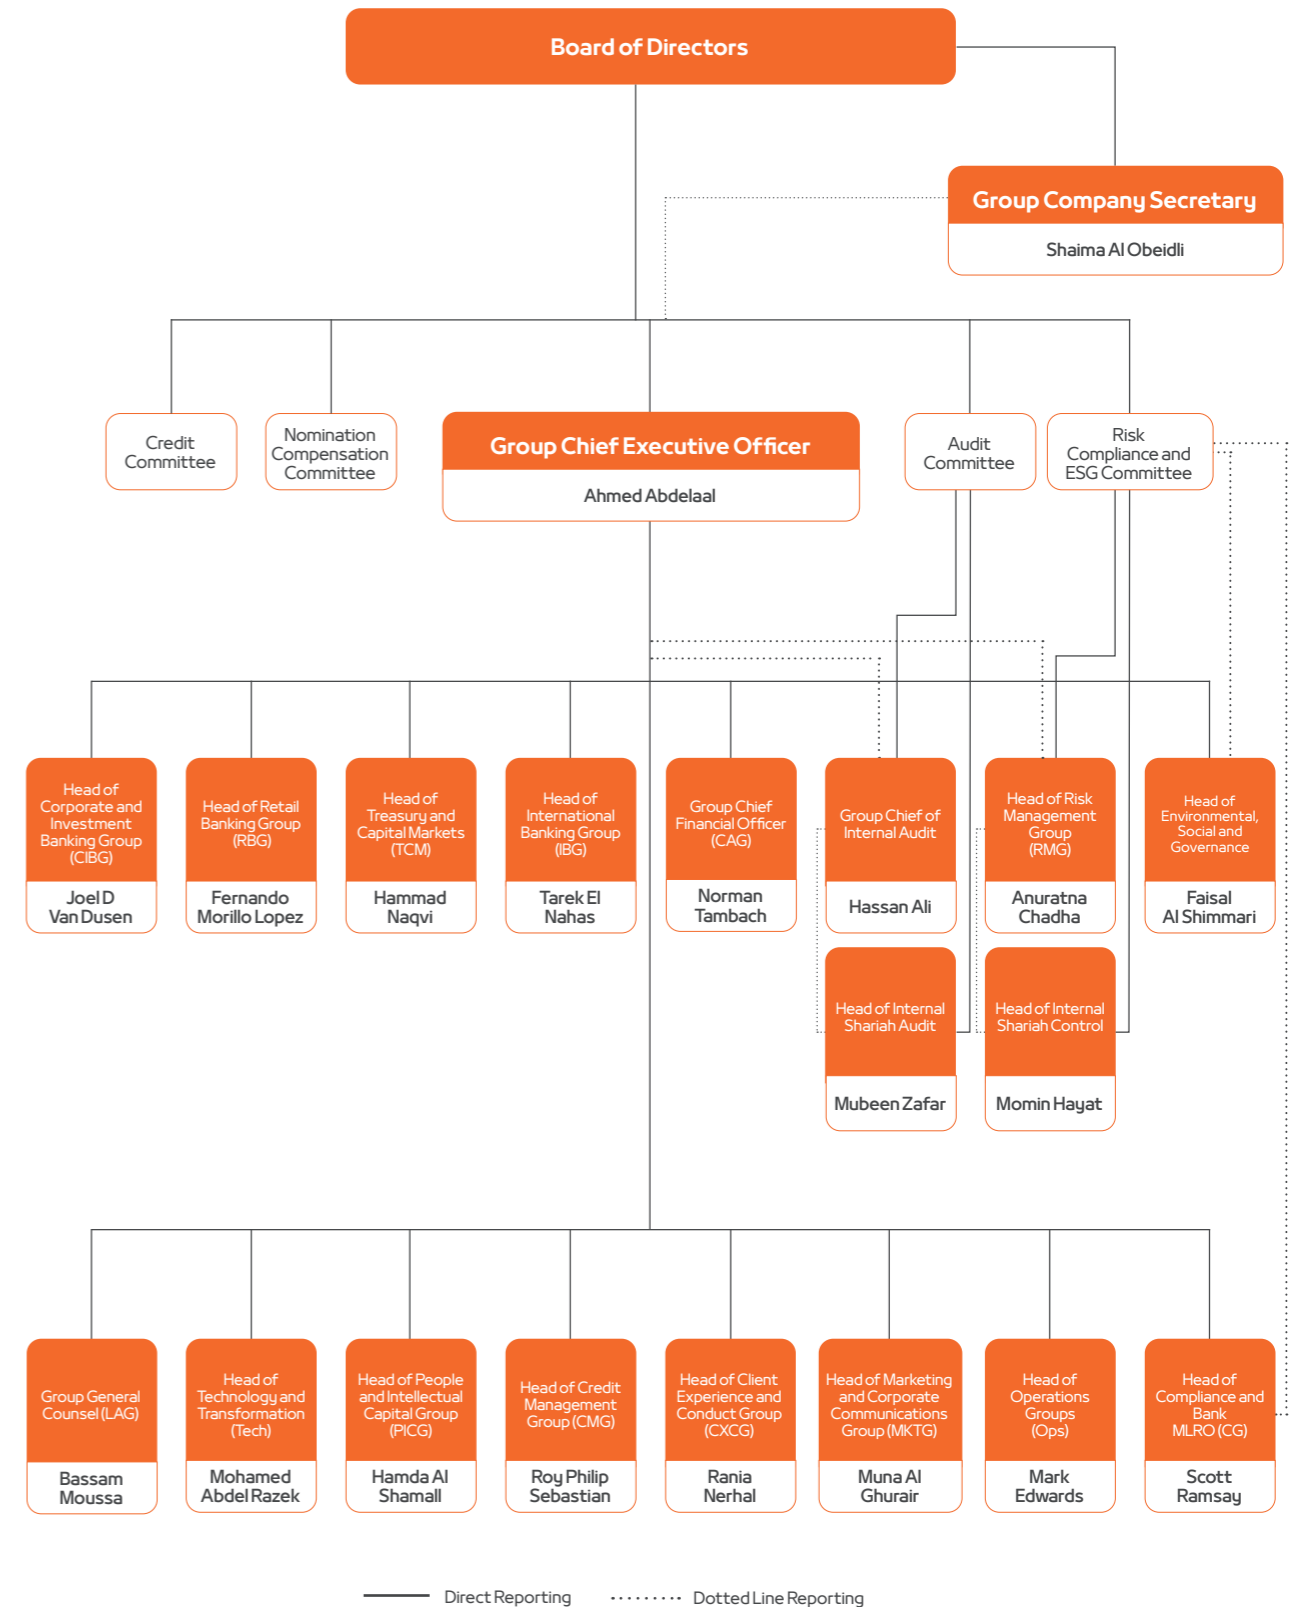 Board of Directors
Group Company Secretary
Shaima Al Obeidli
Credit
Committee
Nomination
Compensation
Committee
Group Chief Executive Officer
Ahmed Abdelaal
Audit
Committee
Risk
Compliance and
ESG Committee
Head of
Corporate and
Investment
Banking Group
(CIBG)
Joel D
Van Dusen
Head of Retail
Banking Group
(RBG)
Fernando
Morillo Lopez
Head of
Treasury and
Capital Markets
(TCM)
Hammad
Naqvi
Head of
International
Banking Group
(IBG)
Tarek El
Nahas
Group Chief
Financial Officer
(CAG)
Norman
Tambach
Group Chief of
Internal Audit
Hassan Ali
Head of Risk
Management
Group
(RMG)
Anuratna
Chadha
Head of
Environmental,
Social and
Governance
Faisal
Al Shimmari
Head of Internal
Shariah Audit
Mubeen Zafar
Head of Internal
Shariah Control
Momin Hayat
Group General
Counsel (LAG)
Bassam
Moussa
Head of
Technology and
Transformation
(Tech)
Mohamed
Abdel Razek
Head of People
and Intellectual
Capital Group
(PICG)
Hamda Al
Shamall
Head of Credit
Management
Group (CMG)
Roy Philip
Sebastian
Head of Client
Experience and
Conduct Group
(CXCG)
Rania
Nerhal
Head of Marketing
and Corporate
Communications
Group (MKTG)
Muna Al
Ghurair
Head of
Operations
Groups
(Ops)
Mark
Edwards
Head of
Compliance and
Bank
MLRO (CG)
Scott
Ramsay
Direct Reporting
Dotted Line Reporting